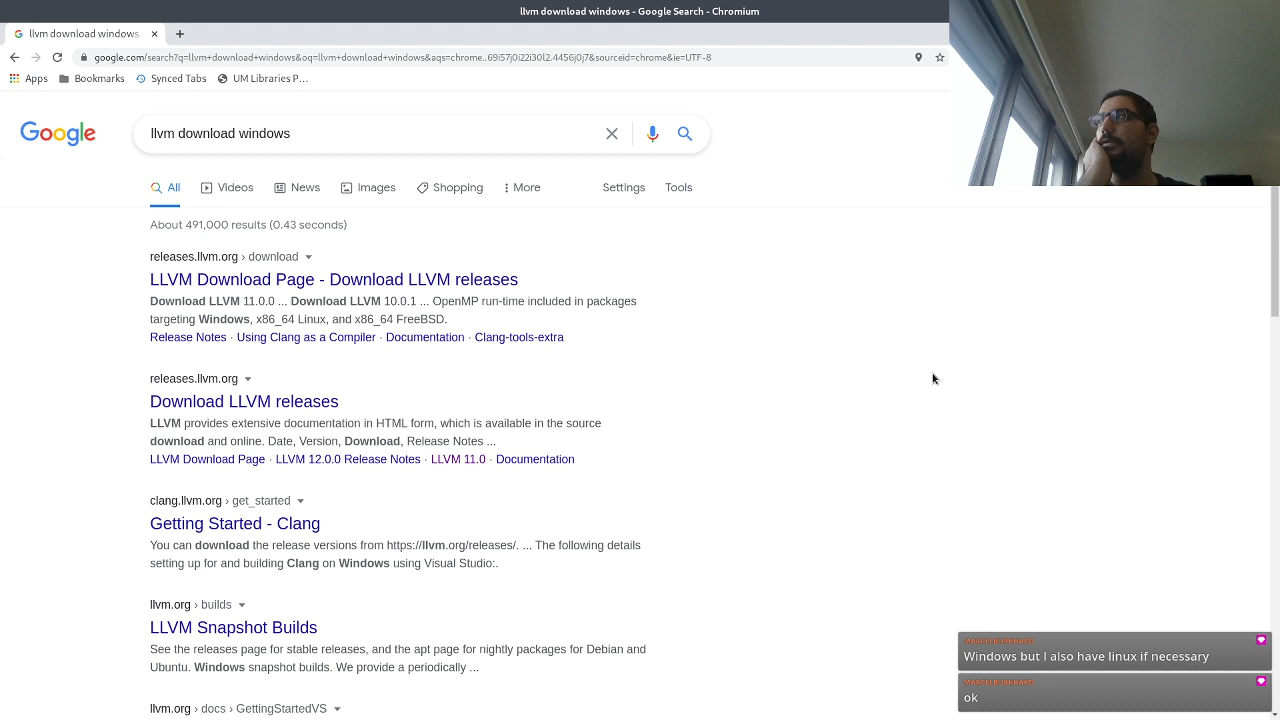 llvm download windows - Google Search - Chromium
llvm download windows
google.com/search?q=llvm+download+windows&oq=llvm+download+windows&aqs=chrome..69i57j0i22i30l2.4456j0j7&sourceid=chrome&ie=UTF-8
Apps Bookmarks Synced Tabs UM Libraries P...
Google
llvm download windows
All Videos News Images Shopping More Settings Tools
About 491,000 results (0.43 seconds)
releases.llvm.org › download
LLVM Download Page - Download LLVM releases
Download LLVM 11.0.0 ... Download LLVM 10.0.1 ... OpenMP run-time included in packages
targeting Windows, x86_64 Linux, and x86_64 FreeBSD.
Release Notes · Using Clang as a Compiler · Documentation · Clang-tools-extra
releases.llvm.org
Download LLVM releases
LLVM provides extensive documentation in HTML form, which is available in the source
download and online. Date, Version, Download, Release Notes ...
LLVM Download Page · LLVM 12.0.0 Release Notes · LLVM 11.0 · Documentation
clang.llvm.org › get_started
Getting Started - Clang
You can download the release versions from https://llvm.org/releases/. ... The following details
setting up for and building Clang on Windows using Visual Studio:.
llvm.org › builds
LLVM Snapshot Builds
See the releases page for stable releases, and the apt page for nightly packages for Debian and
Ubuntu. Windows snapshot builds. We provide a periodically ...
llvm.org › docs › GettingStartedVS
MARCELBURKHARD
Windows but I also have linux if necessary
MARCELBURKHARD
ok